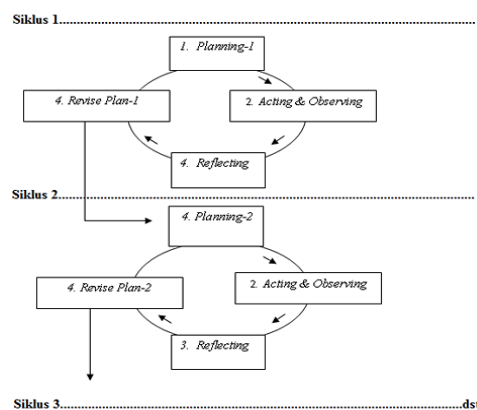 Siklus 1......................................................................................................................
1. Planning-1
4. Revise Plan-1
2. Acting & Observing
4. Reflecting
Siklus 2......................................................................................................................
4. Planning-2
4. Revise Plan-2
2. Acting & Observing
3. Reflecting
Siklus 3......................................................................................................................dst